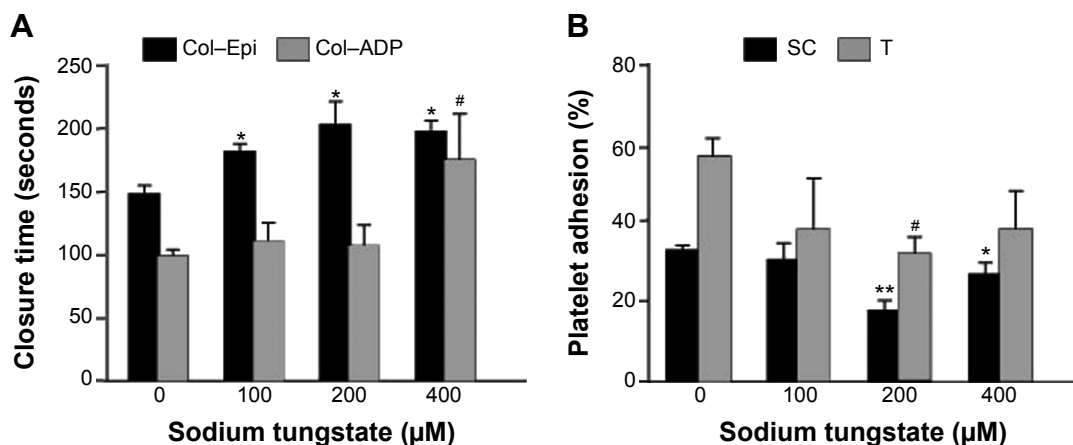 A
Col–Epi
Col–ADP
Closure time (seconds)
250
200
150
100
50
0
*
*
*
#
0
100
200
400
Sodium tungstate (µM)
B
SC
T
Platelet adhesion (%)
80
60
40
20
0
**
#
*
0
100
200
400
Sodium tungstate (µM)